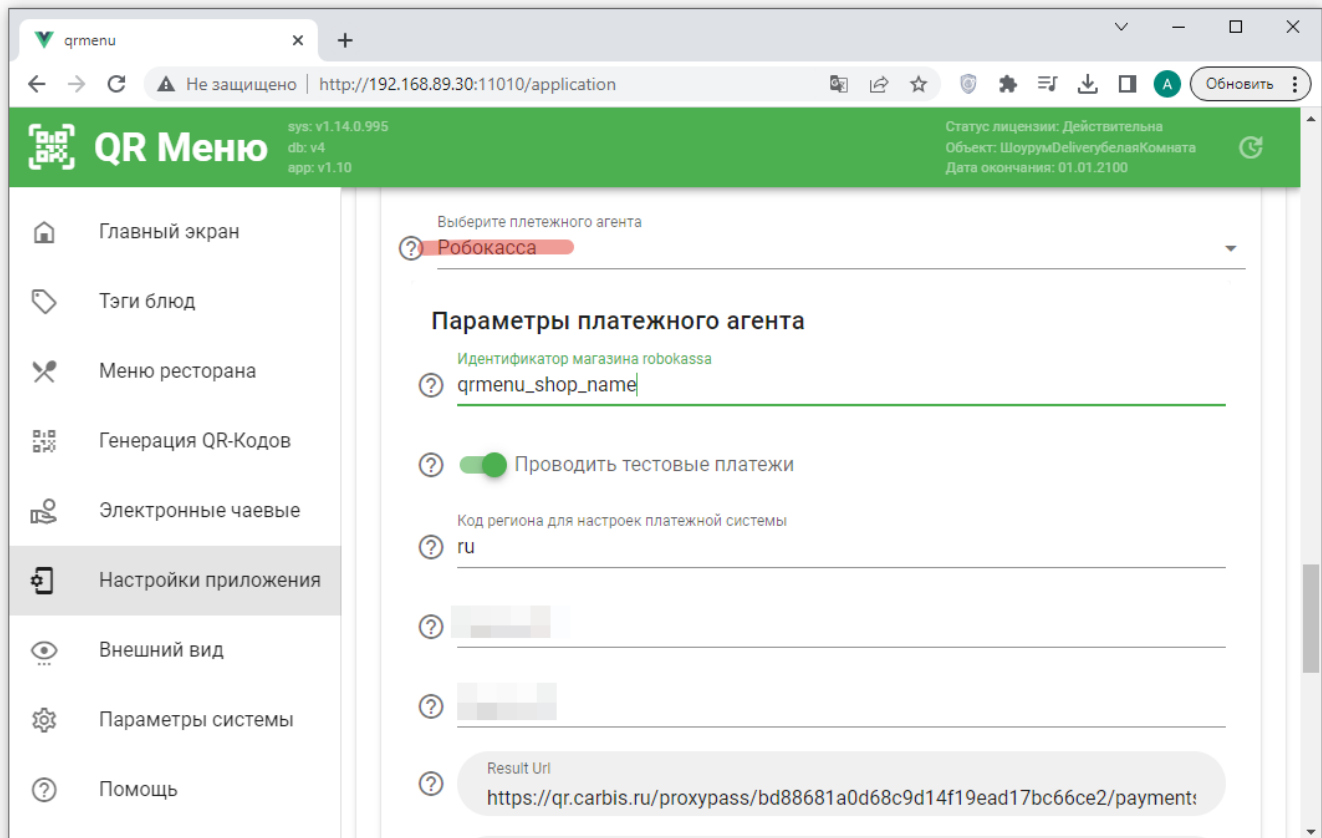 qrmenu
Не защищено
http://192.168.89.30:11010/application
A
Обновить
QR Меню
sys: v1.14.0.995
db: v4
app: v1.10
Статус лицензии: Действительна
Объект: ШоурумDeliveryбелаяКомната
Дата окончания: 01.01.2100
Главный экран
Тэги блюд
Меню ресторана
Генерация QR-Кодов
Электронные чаевые
Настройки приложения
Внешний вид
Параметры системы
Помощь
Выберите плетежного агента
Робокасса
Параметры платежного агента
Идентификатор магазина robokassa
qrmenu_shop_name
Проводить тестовые платежи
Код региона для настроек платежной системы
ru
Result Url
https://qr.carbis.ru/proxypass/bd88681a0d68c9d14f19ead17bc66ce2/payments